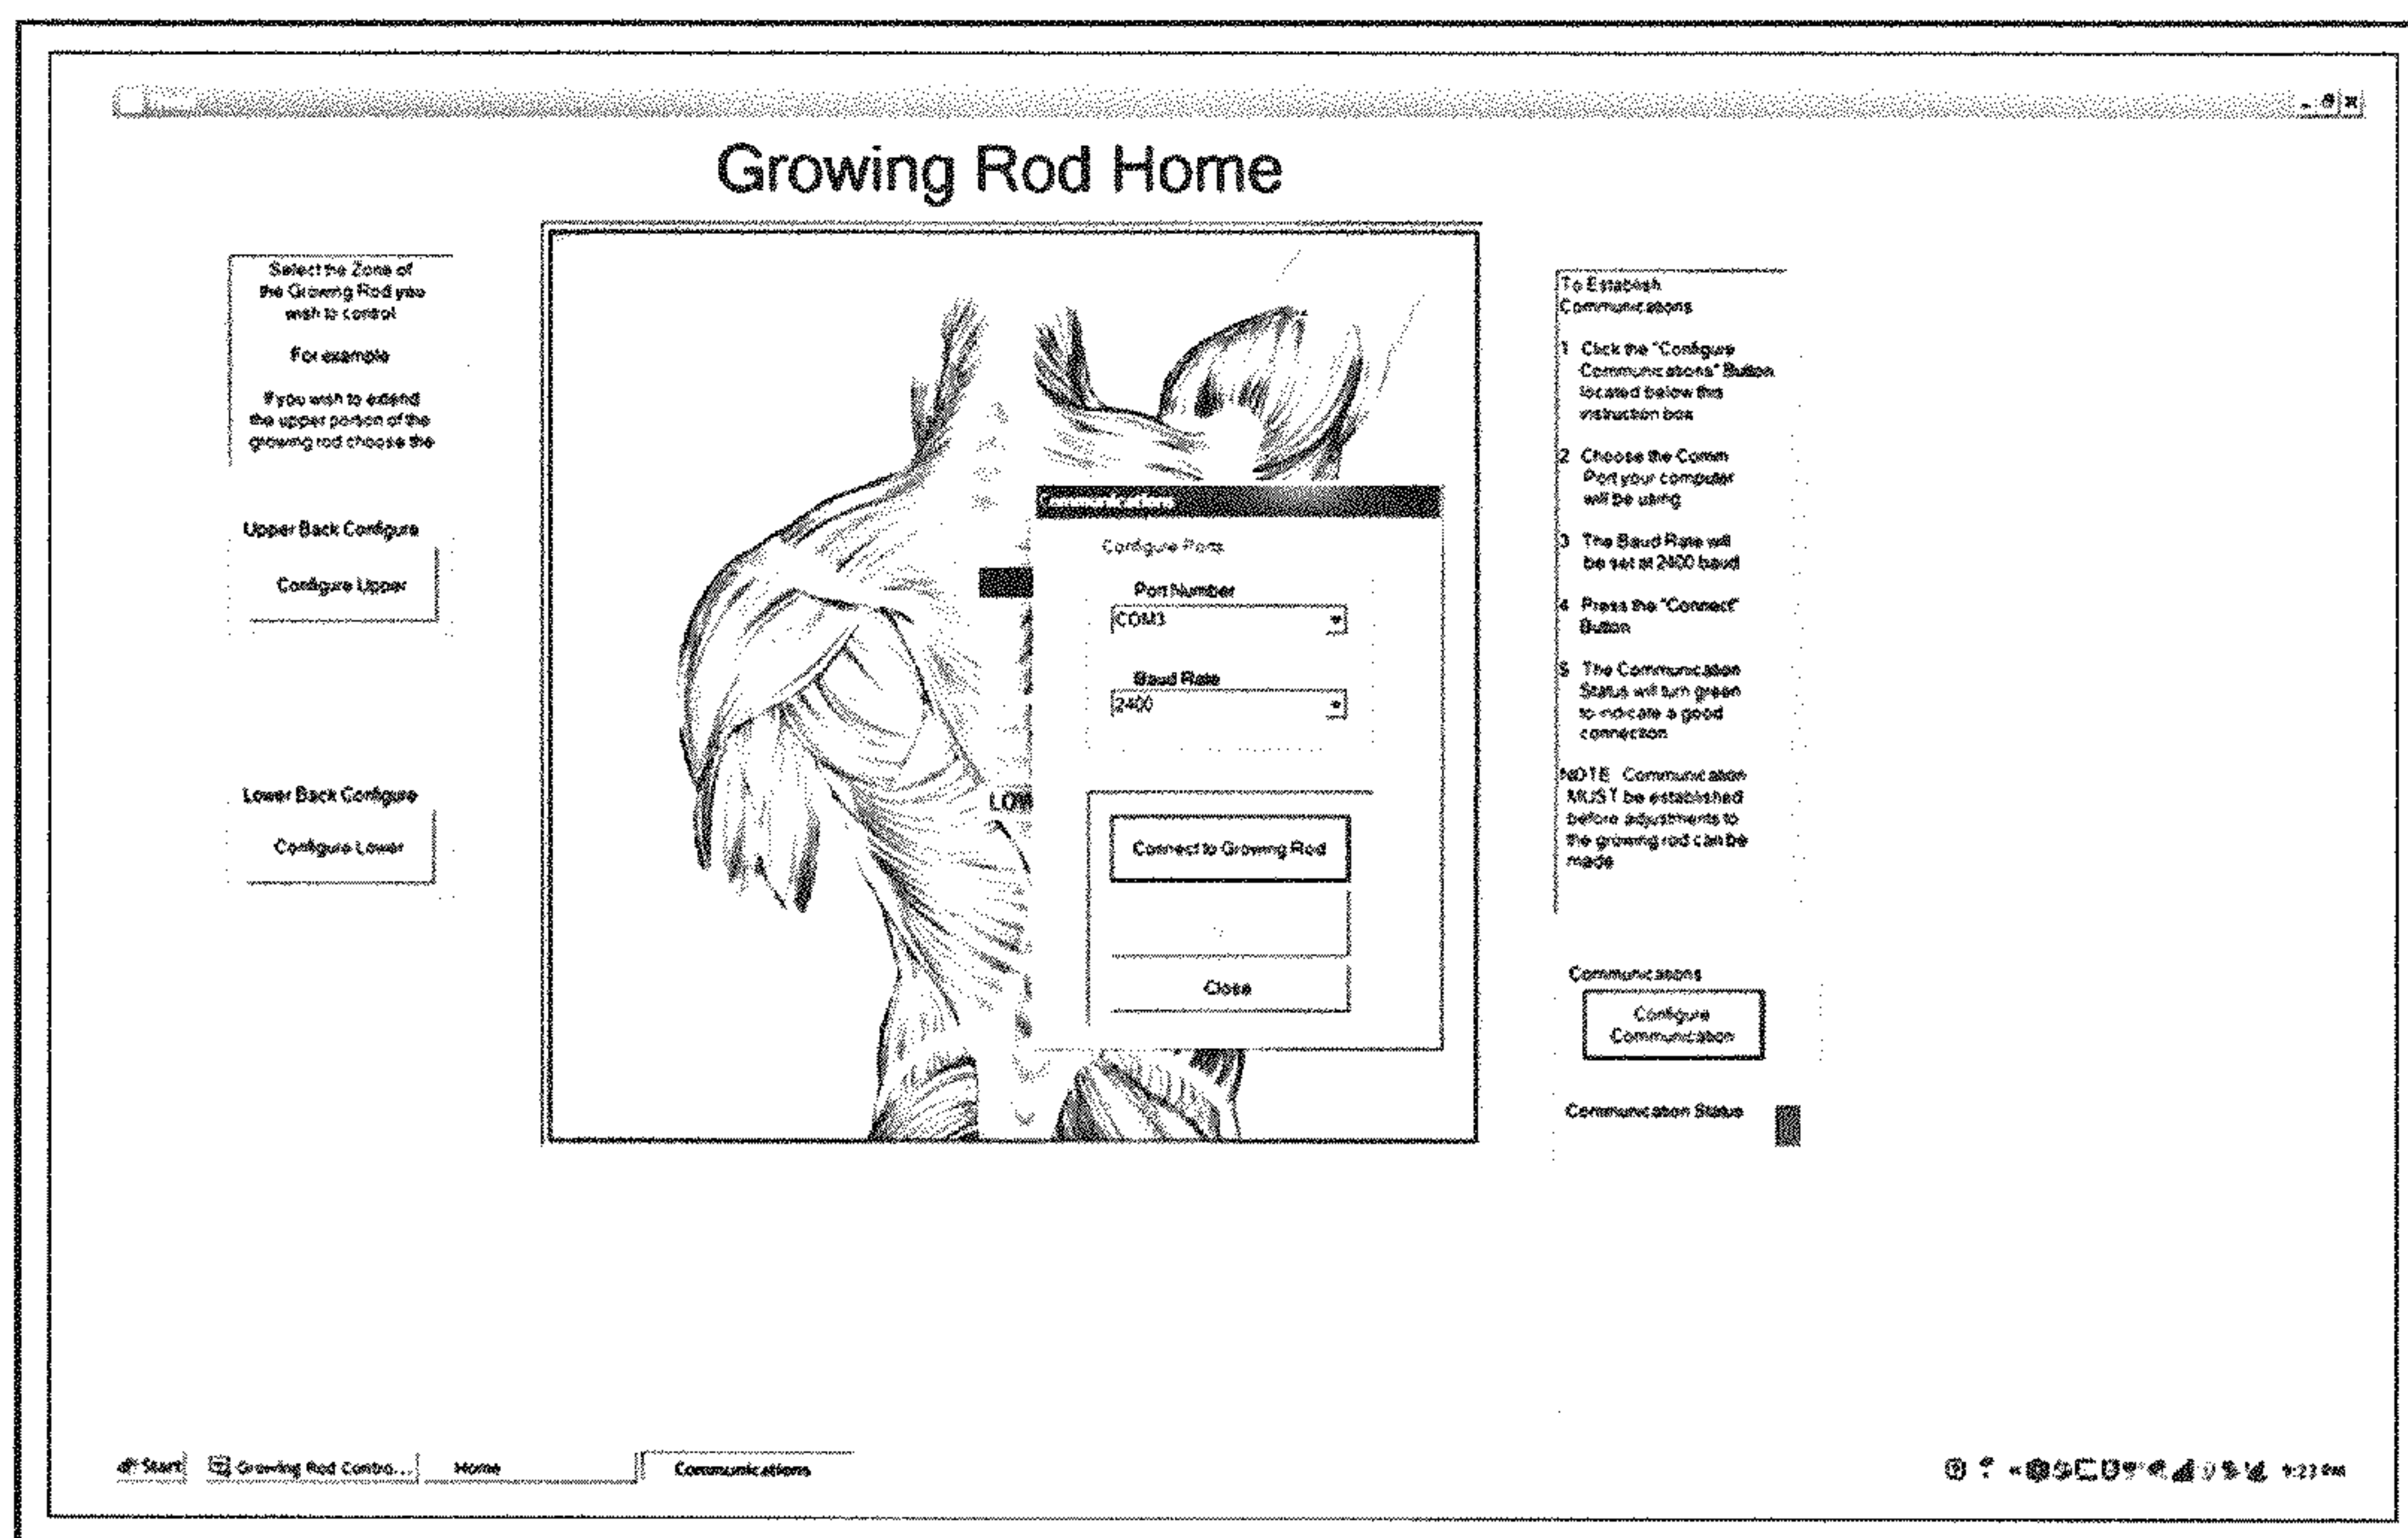 Growing Rod Home
Select the Zone of
the Growing Rod you
wish to control
For example
If you wish to extend
the upper portion of the
growing rod choose the
Upper Back Configure
Configure Upper
Lower Back Configure
Configure Lower
LOW
Communications
Configure Ports
Port Number
COM3
Baud Rate
2400
Connect to Growing Rod
Close
To Establish
Communications
1 Click the "Configure
Communications" Button
located below this
instruction box
2 Choose the Comm
Port your computer
will be using
3 The Baud Rate will
be set at 2400 baud
4 Press the "Connect"
Button
5 The Communication
Status will turn green
to indicate a good
connection
NOTE Communication
MUST be established
before adjustments to
the growing rod can be
made
Communications
Configure
Communication
Communication Status
Start
Growing Rod Contro...
Home
Communications
9:23 PM